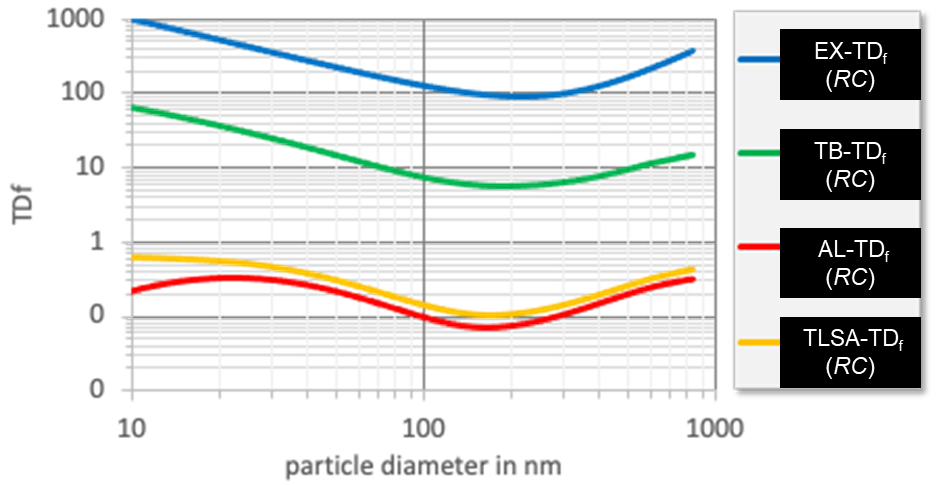 1000
100
10
1
0
0
TDf
10
100
1000
particle diameter in nm
EX-TDf
(RC)
TB-TDf
(RC)
AL-TDf
(RC)
TLSA-TDf
(RC)